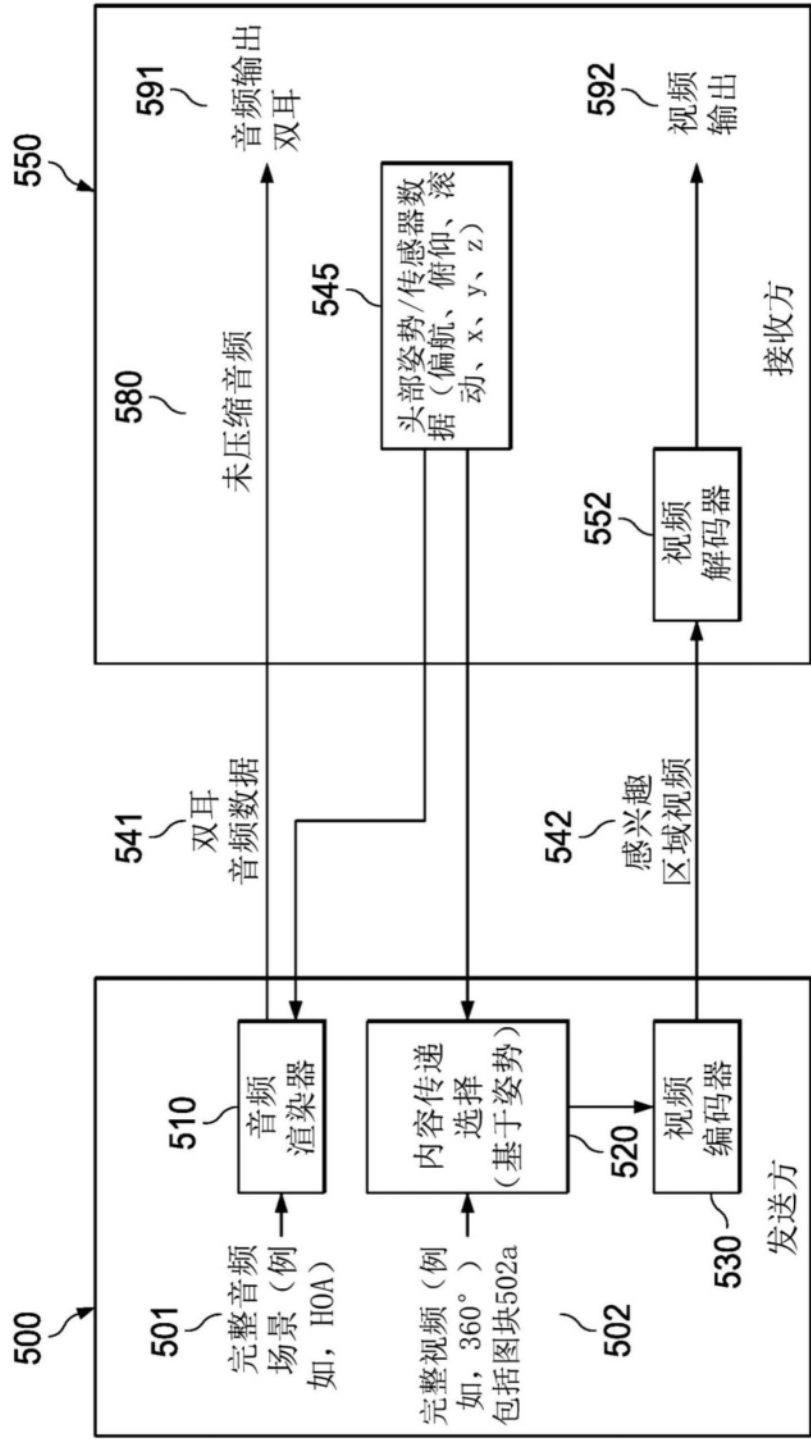 500
501
完整音频
场景（例
如，HOA）
510
音频
渲染器
完整视频（例
如，360°）
包括图块502a
502
内容传递
选择
（基于姿势）
520
视频
编码器
530
发送方
541
双耳
音频数据
542
感兴趣
区域视频
550
580
未压缩音频
591
音频输出
双耳
545
头部姿势/传感器数
据（偏航、俯仰、滚
动、x、y、z）
552
视频
解码器
592
视频
输出
接收方